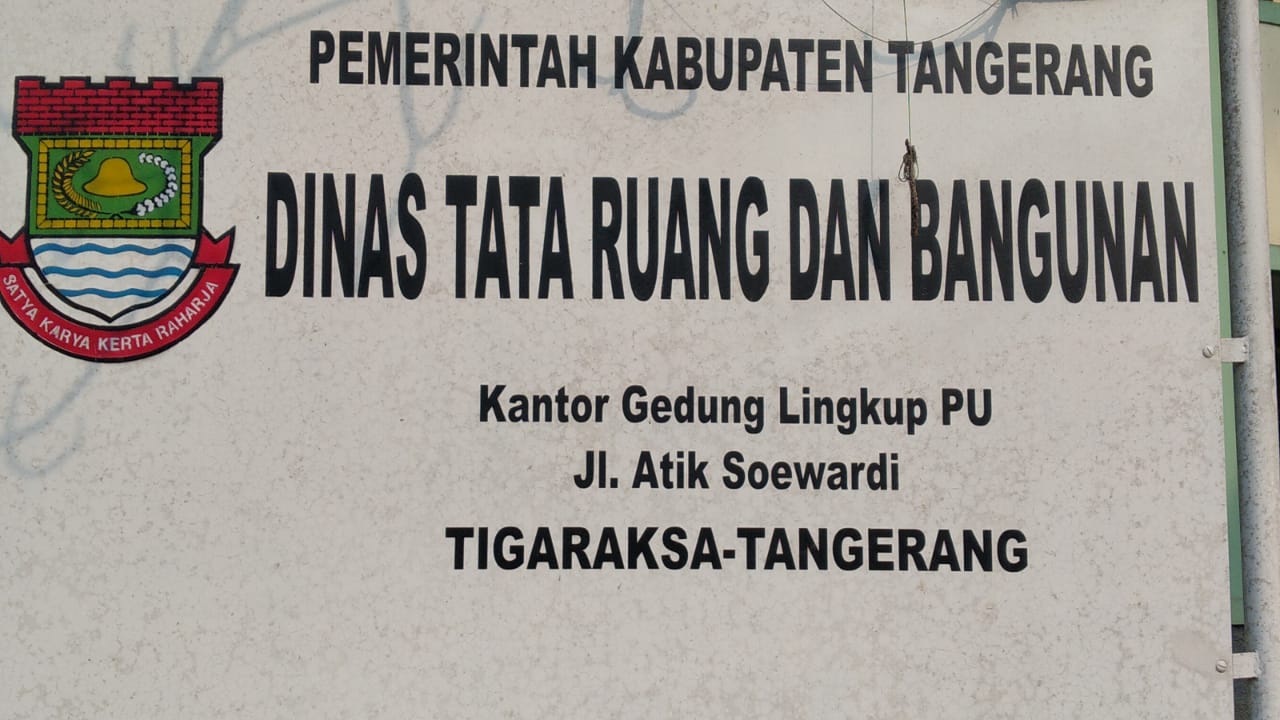 PEMERINTAH KABUPATEN TANGERANG
DINAS TATA RUANG DAN BANGUNAN
SATYA KARYA KERTA RAHARJA
Kantor Gedung Lingkup PU
Jl. Atik Soewardi
TIGARAKSA-TANGERANG